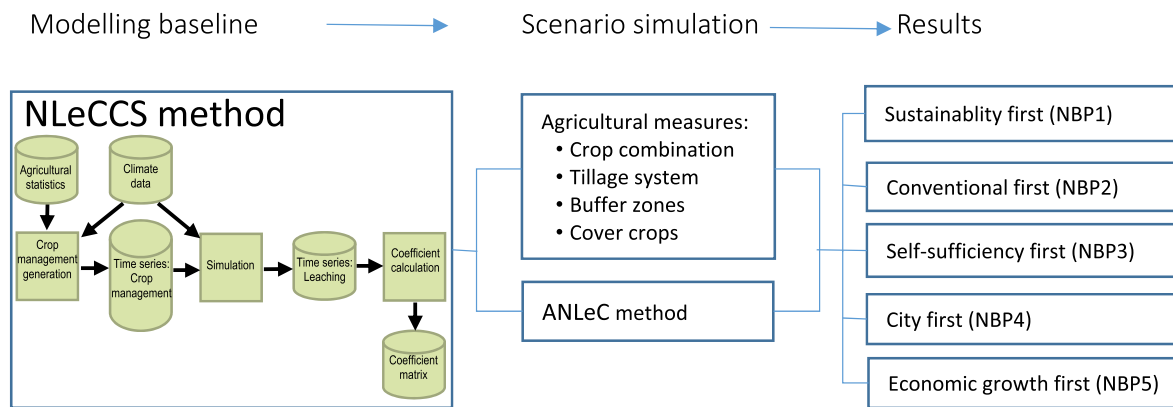 Modelling baseline
Scenario simulation
Results
NLeCCS method
Agricultural
statistics
Climate
data
Crop
management
generation
Time series:
Crop
management
Simulation
Time series:
Leaching
Coefficient
calculation
Coefficient
matrix
Agricultural measures:
• Crop combination
• Tillage system
• Buffer zones
• Cover crops
ANLeC method
Sustainablity first (NBP1)
Conventional first (NBP2)
Self-sufficiency first (NBP3)
City first (NBP4)
Economic growth first (NBP5)